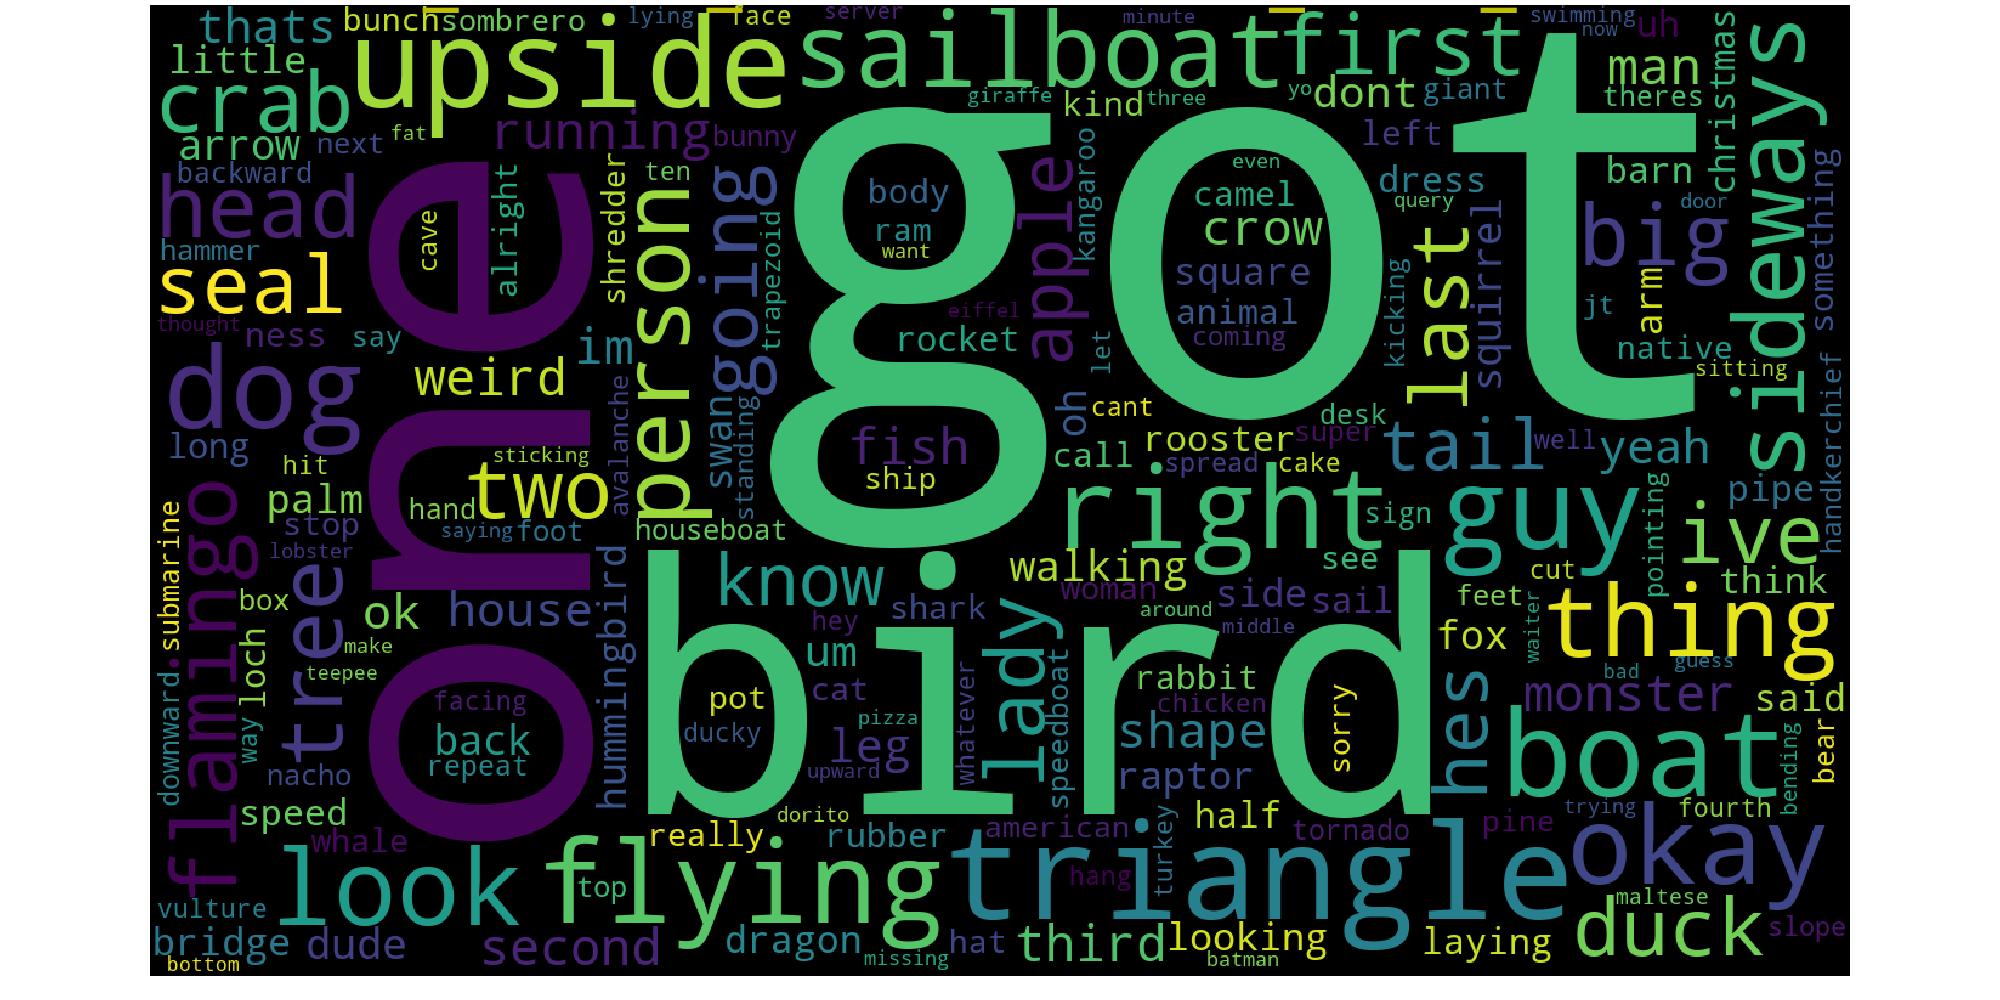 thats
bunch
sombrero
lying
face
server
minute
swimming
now
uh
little
upside
sailboat
first
man
christmas
sideways
crab
giraffe
kind
three
yo
dont
giant
theres
arrow
next
fat
running
bunny
left
barn
something
backward
head
alright
shredder
ten
going
body
apple
kangaroo
even
camel
dress
query
squirrel
big
door
hammer
cave
one
person
trapezoid
ram
want
got
crow
square
last
seal
thought
ness
say
im
rocket
eiffel
animal
coming
let
kicking
jt
arm
native
sitting
dog
weird
avalanche
swan
standing
oh
cant
desk
long
hit
sticking
fish
ship
call
rooster
super
spread
cake
tail
well
yeah
handkerchief
flamingo
palm
stop
lobster
two
hand
saying
foot
houseboat
right
sign
guy
pointing
pipe
ive
submarine
tree
box
loch
make
teepee
ok
house
hummingbird
know
shark
walking
woman
see
side
sail
around
middle
cut
feet
think
thing
waiter
fox
downward
way
facing
back
repeat
bird
hey
um
cat
pot
ducky
pizza
leg
upward
whatever
lady
speedboat
rabbit
chicken
shape
raptor
sorry
hes
bad
guess
monster
said
boat
bear
bending
nacho
speed
whale
really
dorito
rubber
american
turkey
half
tornado
pine
trying
fourth
okay
look
flying
top
triangle
hang
maltese
vulture
bridge
dude
bottom
second
dragon
missing
hat
third
looking
batman
laying
duck
slope